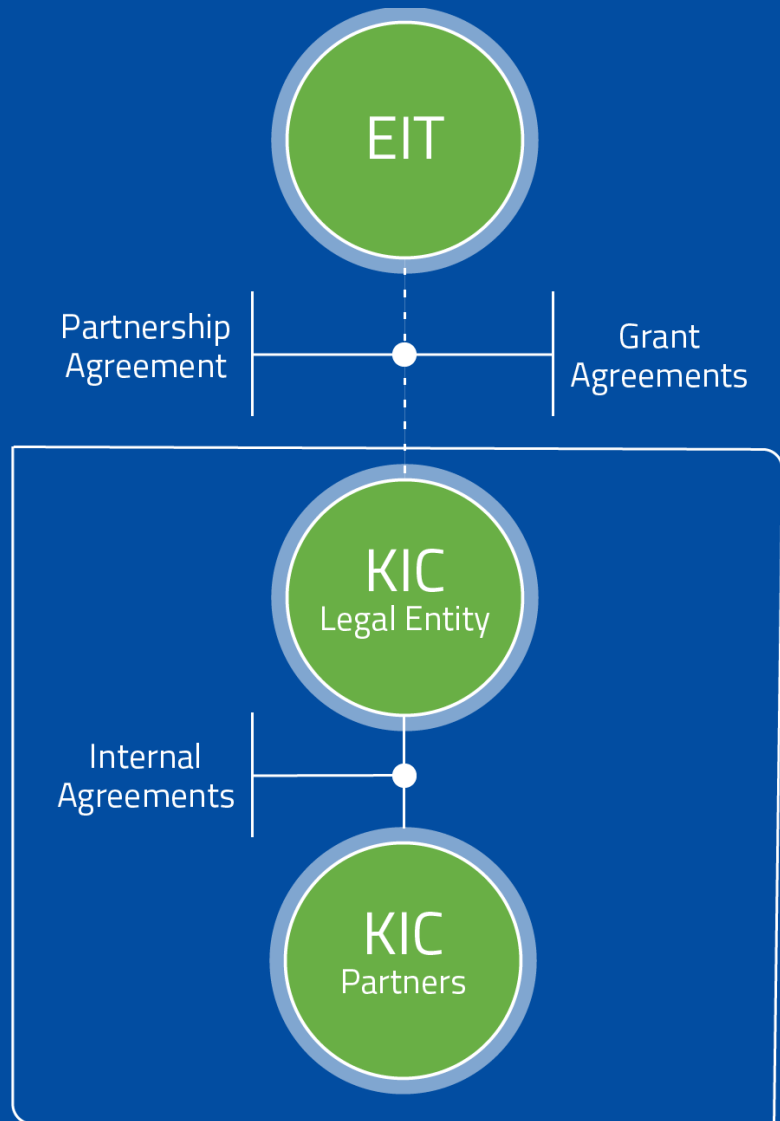 EIT
Partnership
Agreement
Grant
Agreements
KIC
Legal Entity
Internal
Agreements
KIC
Partners